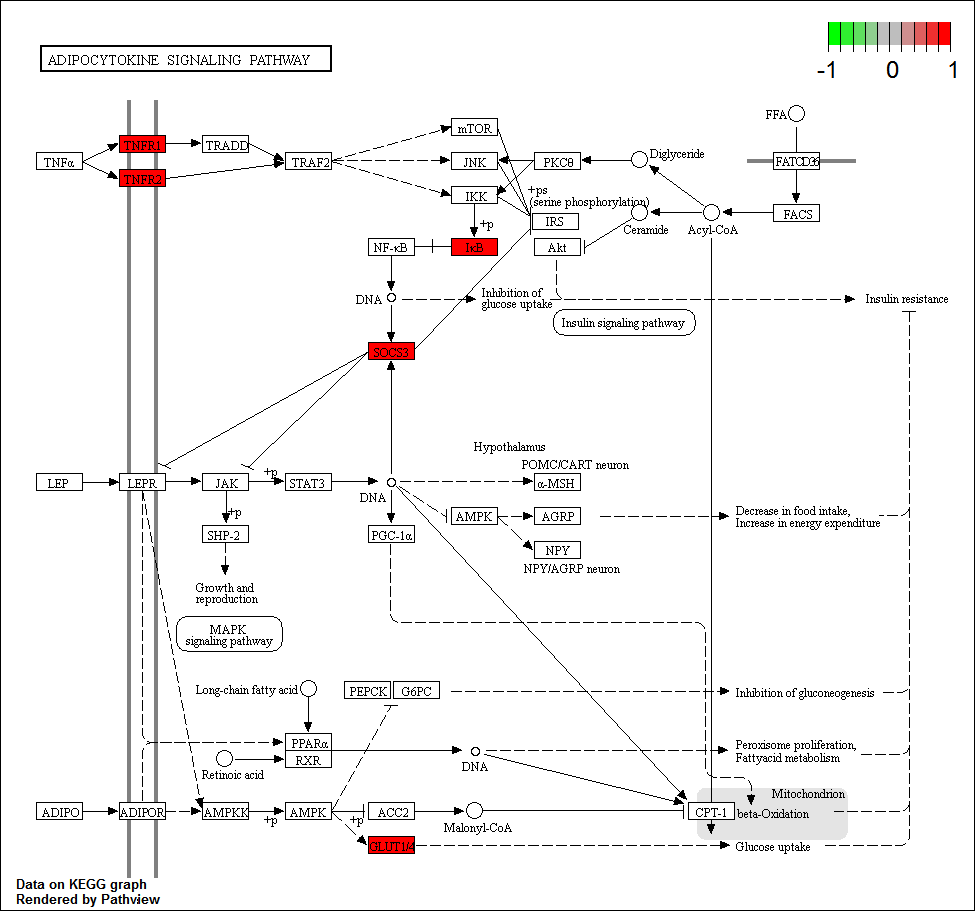 ADIPOCYTOKINE SIGNALING PATHWAY
-1 0 1
FFA
TNFα
TNFR1
TNFR2
TRADD
TRAF2
mTOR
JNK
IKK
PKCθ
Diglyceride
FATCD36
+ps
(serine phosphorylation)
IRS
Ceramide
Acyl-CoA
FACS
+p
NF-κB
IκB
Akt
DNA
Inhibition of
glucose uptake
Insulin resistance
Insulin signaling pathway
SOCS3
Hypothalamus
POMC/CART neuron
LEP
LEPR
JAK
+p
STAT3
DNA
α-MSH
+p
SHP-2
PGC-1α
AMPK
AGRP
Decrease in food intake,
Increase in energy expenditure
NPY
NPY/AGRP neuron
Growth and
reproduction
MAPK
signaling pathway
Long-chain fatty acid
PEPCK
G6PC
Inhibition of gluconeogenesis
PPARα
RXR
Retinoic acid
DNA
Peroxisome proliferation,
Fattyacid metabolism
Mitochondrion
ADIPO
ADIPOR
AMPKK
+p
AMPK
+p
ACC2
Malonyl-CoA
CPT-1
beta-Oxidation
GLUT1/4
Glucose uptake
Data on KEGG graph
Rendered by Pathview